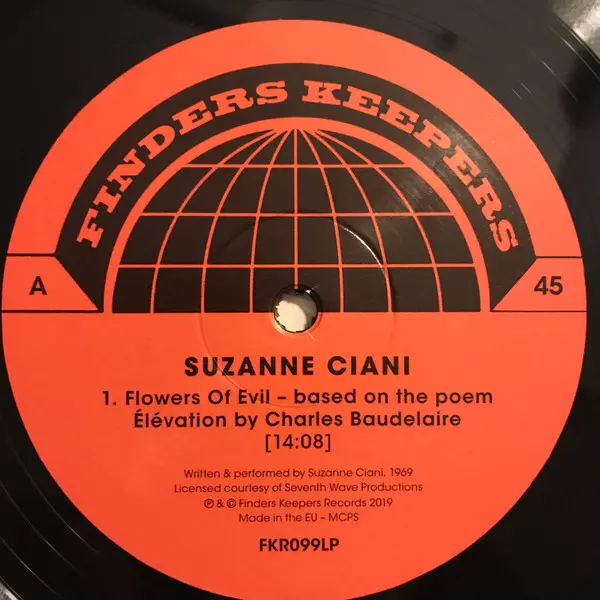 FINDERS KEEPERS
A
45
SUZANNE CIANI
1. Flowers Of Evil – based on the poem
Élévation by Charles Baudelaire
[14:08]
Written & performed by Suzanne Ciani, 1969
Licensed courtesy of Seventh Wave Productions
℗ & © Finders Keepers Records 2019
Made in the EU – MCPS
FKR099LP